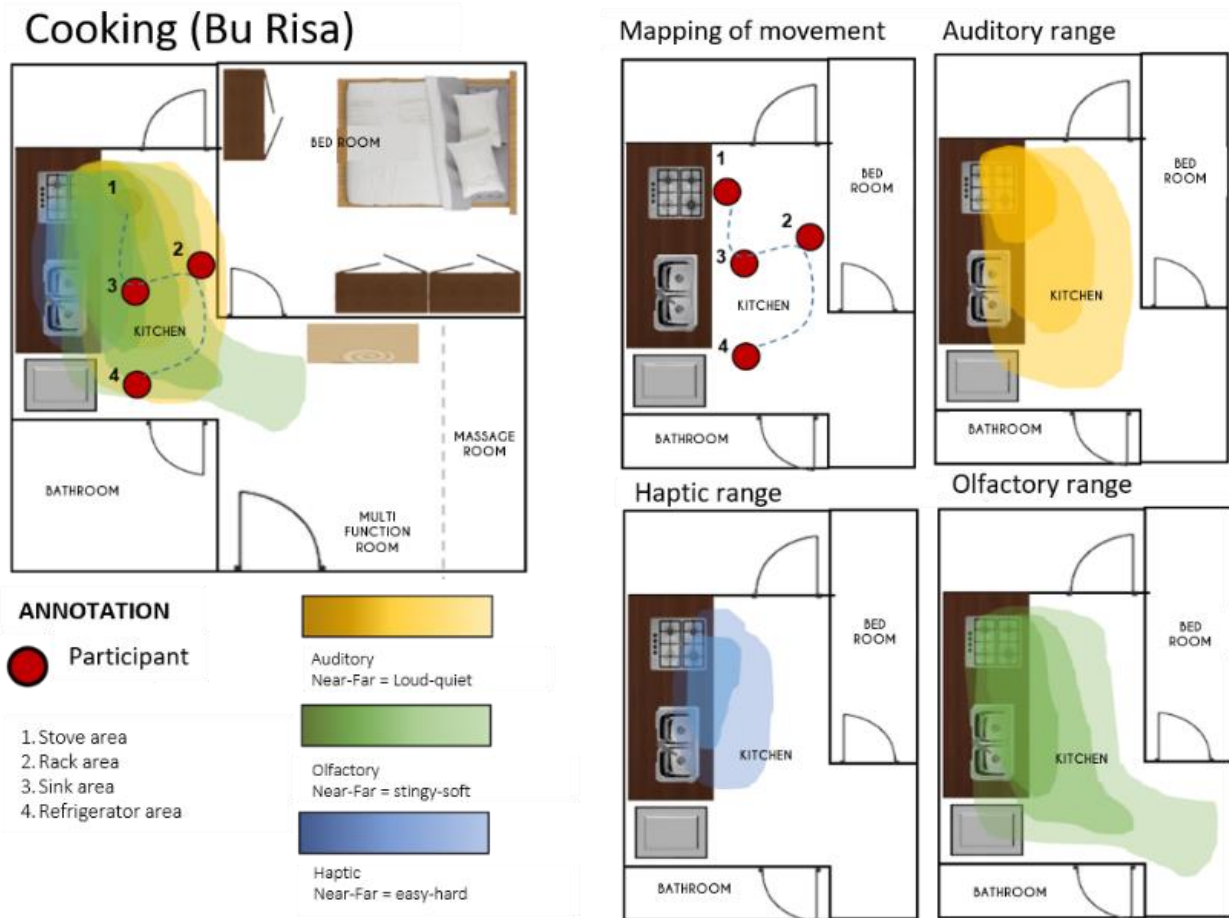 Cooking (Bu Risa)
BED ROOM
1
2
3
KITCHEN
4
MASSAGE
ROOM
BATHROOM
MULTI
FUNCTION
ROOM
Mapping of movement
1
2
3
BED
ROOM
KITCHEN
4
BATHROOM
Auditory range
BED
ROOM
KITCHEN
BATHROOM
Haptic range
BED
ROOM
KITCHEN
BATHROOM
Olfactory range
BED
ROOM
KITCHEN
BATHROOM
ANNOTATION
Participant
1. Stove area
2. Rack area
3. Sink area
4. Refrigerator area
Auditory
Near-Far = Loud-quiet
Olfactory
Near-Far = stingy-soft
Haptic
Near-Far = easy-hard